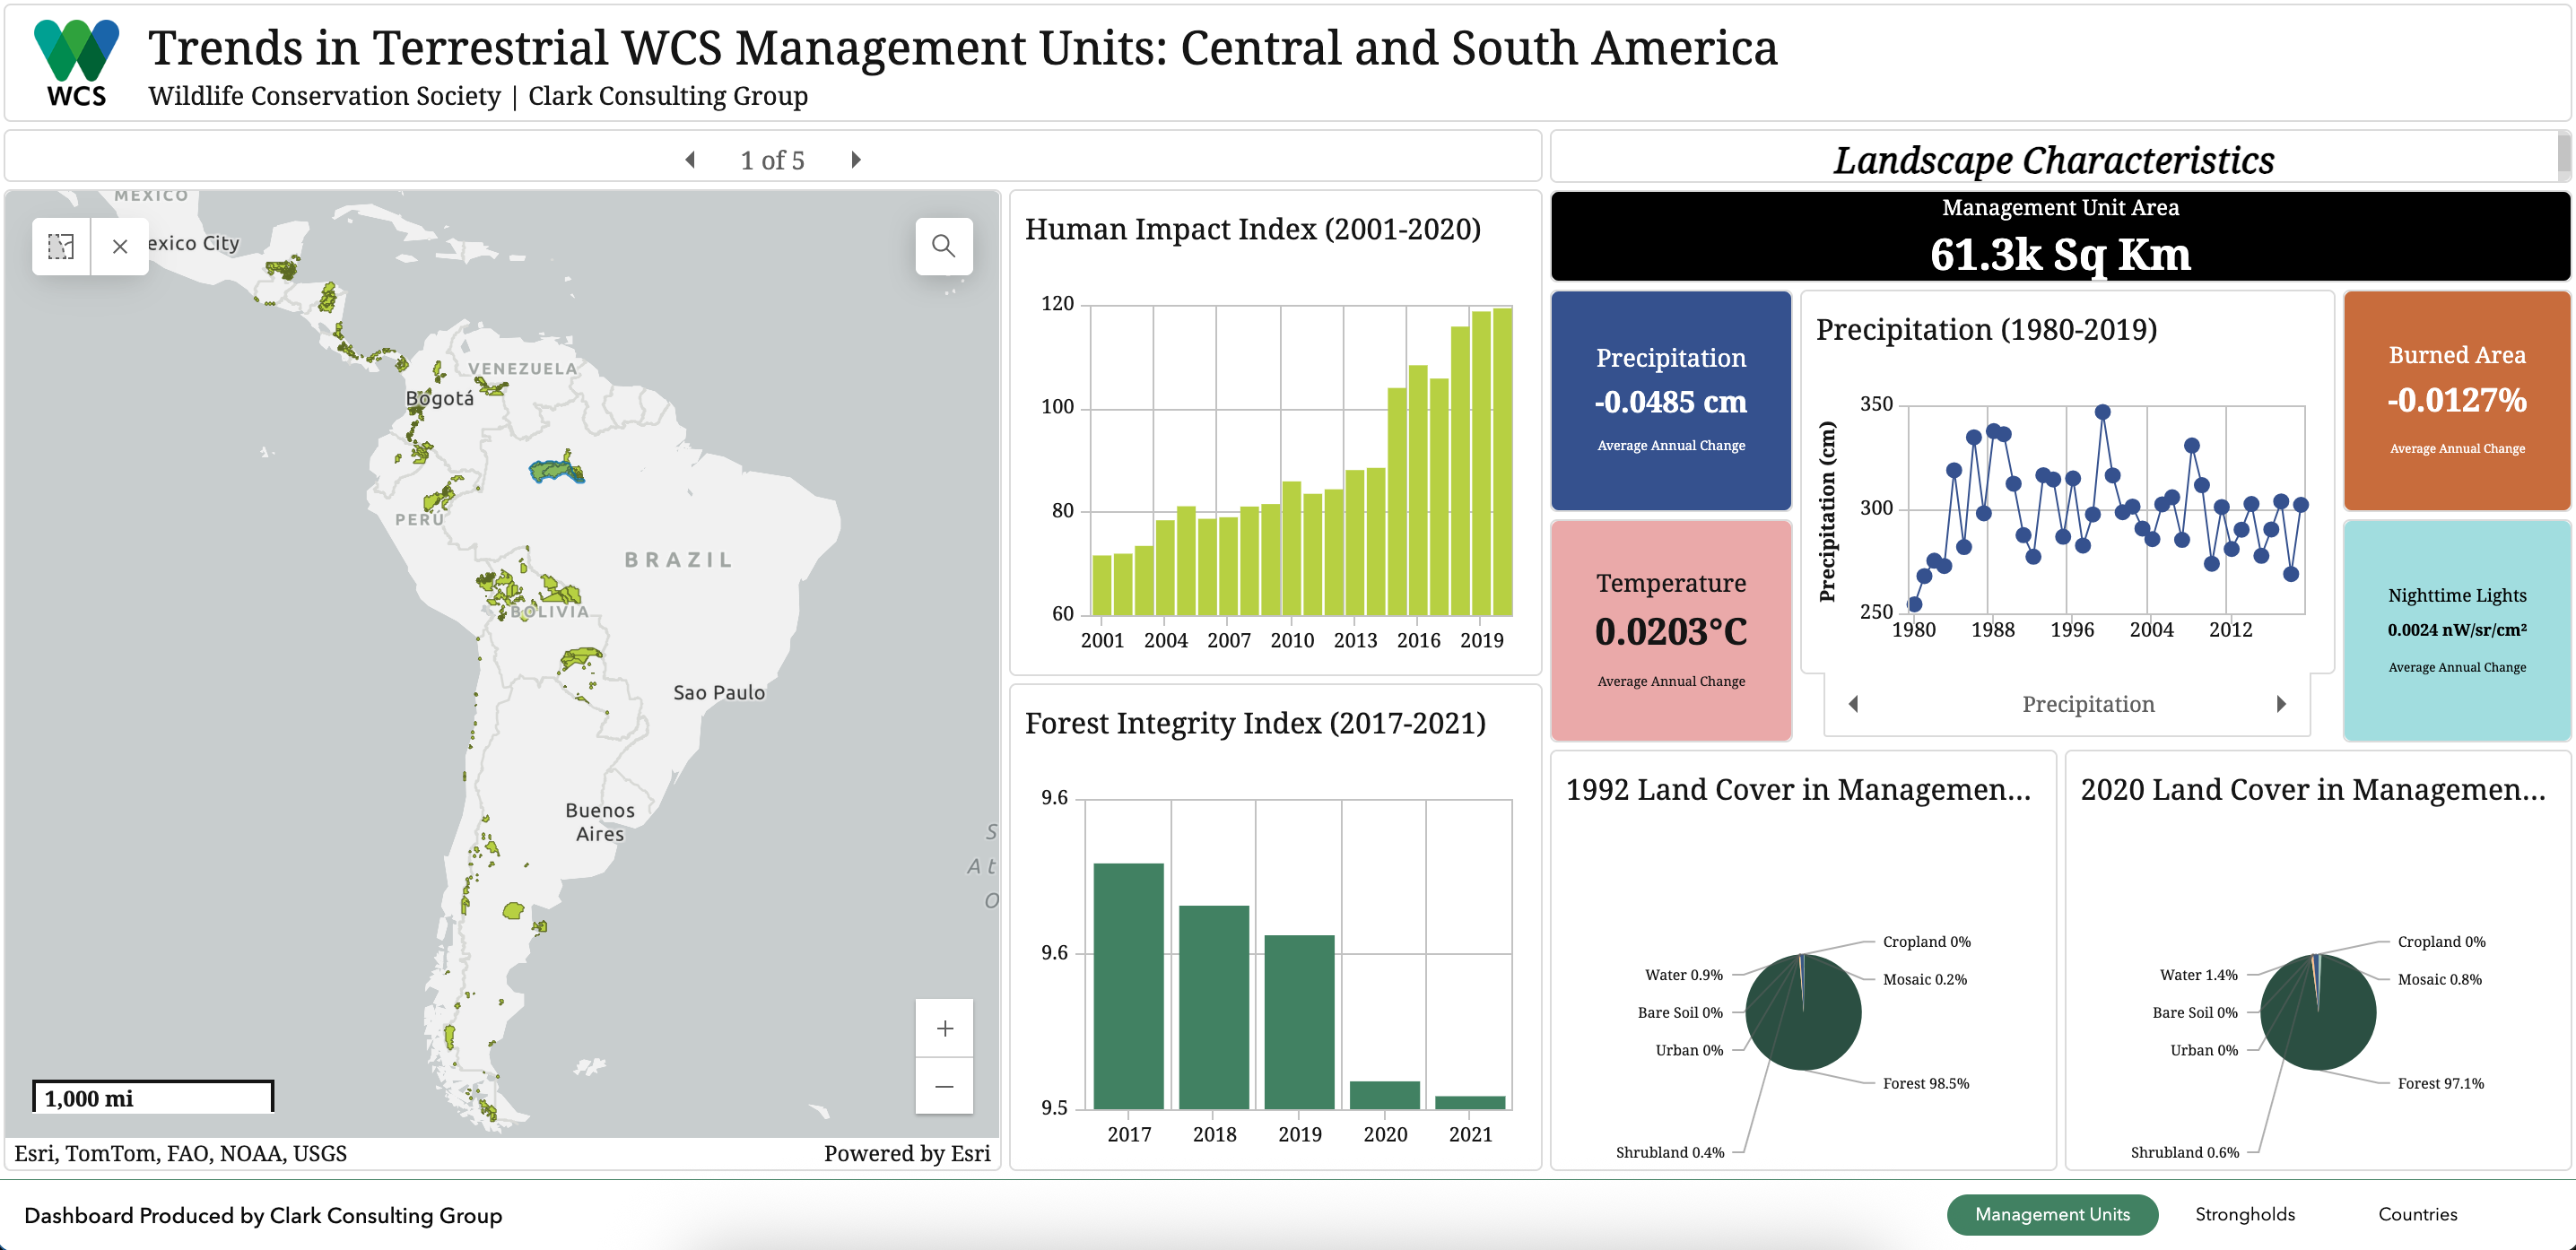 WCS
Trends in Terrestrial WCS Management Units: Central and South America
Wildlife Conservation Society | Clark Consulting Group
1 of 5
Landscape Characteristics
MÉXICO
exico City
VENEZUELA
Bogotá
PERÚ
BRAZIL
BOLIVIA
Sao Paulo
Buenos
Aires
S
At
O
1,000 mi
Esri, TomTom, FAO, NOAA, USGS
Powered by Esri
Human Impact Index (2001-2020)
120
100
80
60
2001 2004 2007 2010 2013 2016 2019
Forest Integrity Index (2017-2021)
9.6
9.6
9.5
2017 2018 2019 2020 2021
Management Unit Area
61.3k Sq Km
Precipitation
-0.0485 cm
Average Annual Change
Temperature
0.0203°C
Average Annual Change
Precipitation (1980-2019)
Precipitation (cm)
350
300
250
1980 1988 1996 2004 2012
Precipitation
Burned Area
-0.0127%
Average Annual Change
Nighttime Lights
0.0024 nW/sr/cm²
Average Annual Change
1992 Land Cover in Managemen...
Cropland 0%
Water 0.9%
Mosaic 0.2%
Bare Soil 0%
Urban 0%
Forest 98.5%
Shrubland 0.4%
2020 Land Cover in Managemen...
Cropland 0%
Water 1.4%
Mosaic 0.8%
Bare Soil 0%
Urban 0%
Forest 97.1%
Shrubland 0.6%
Dashboard Produced by Clark Consulting Group
Management Units
Strongholds
Countries